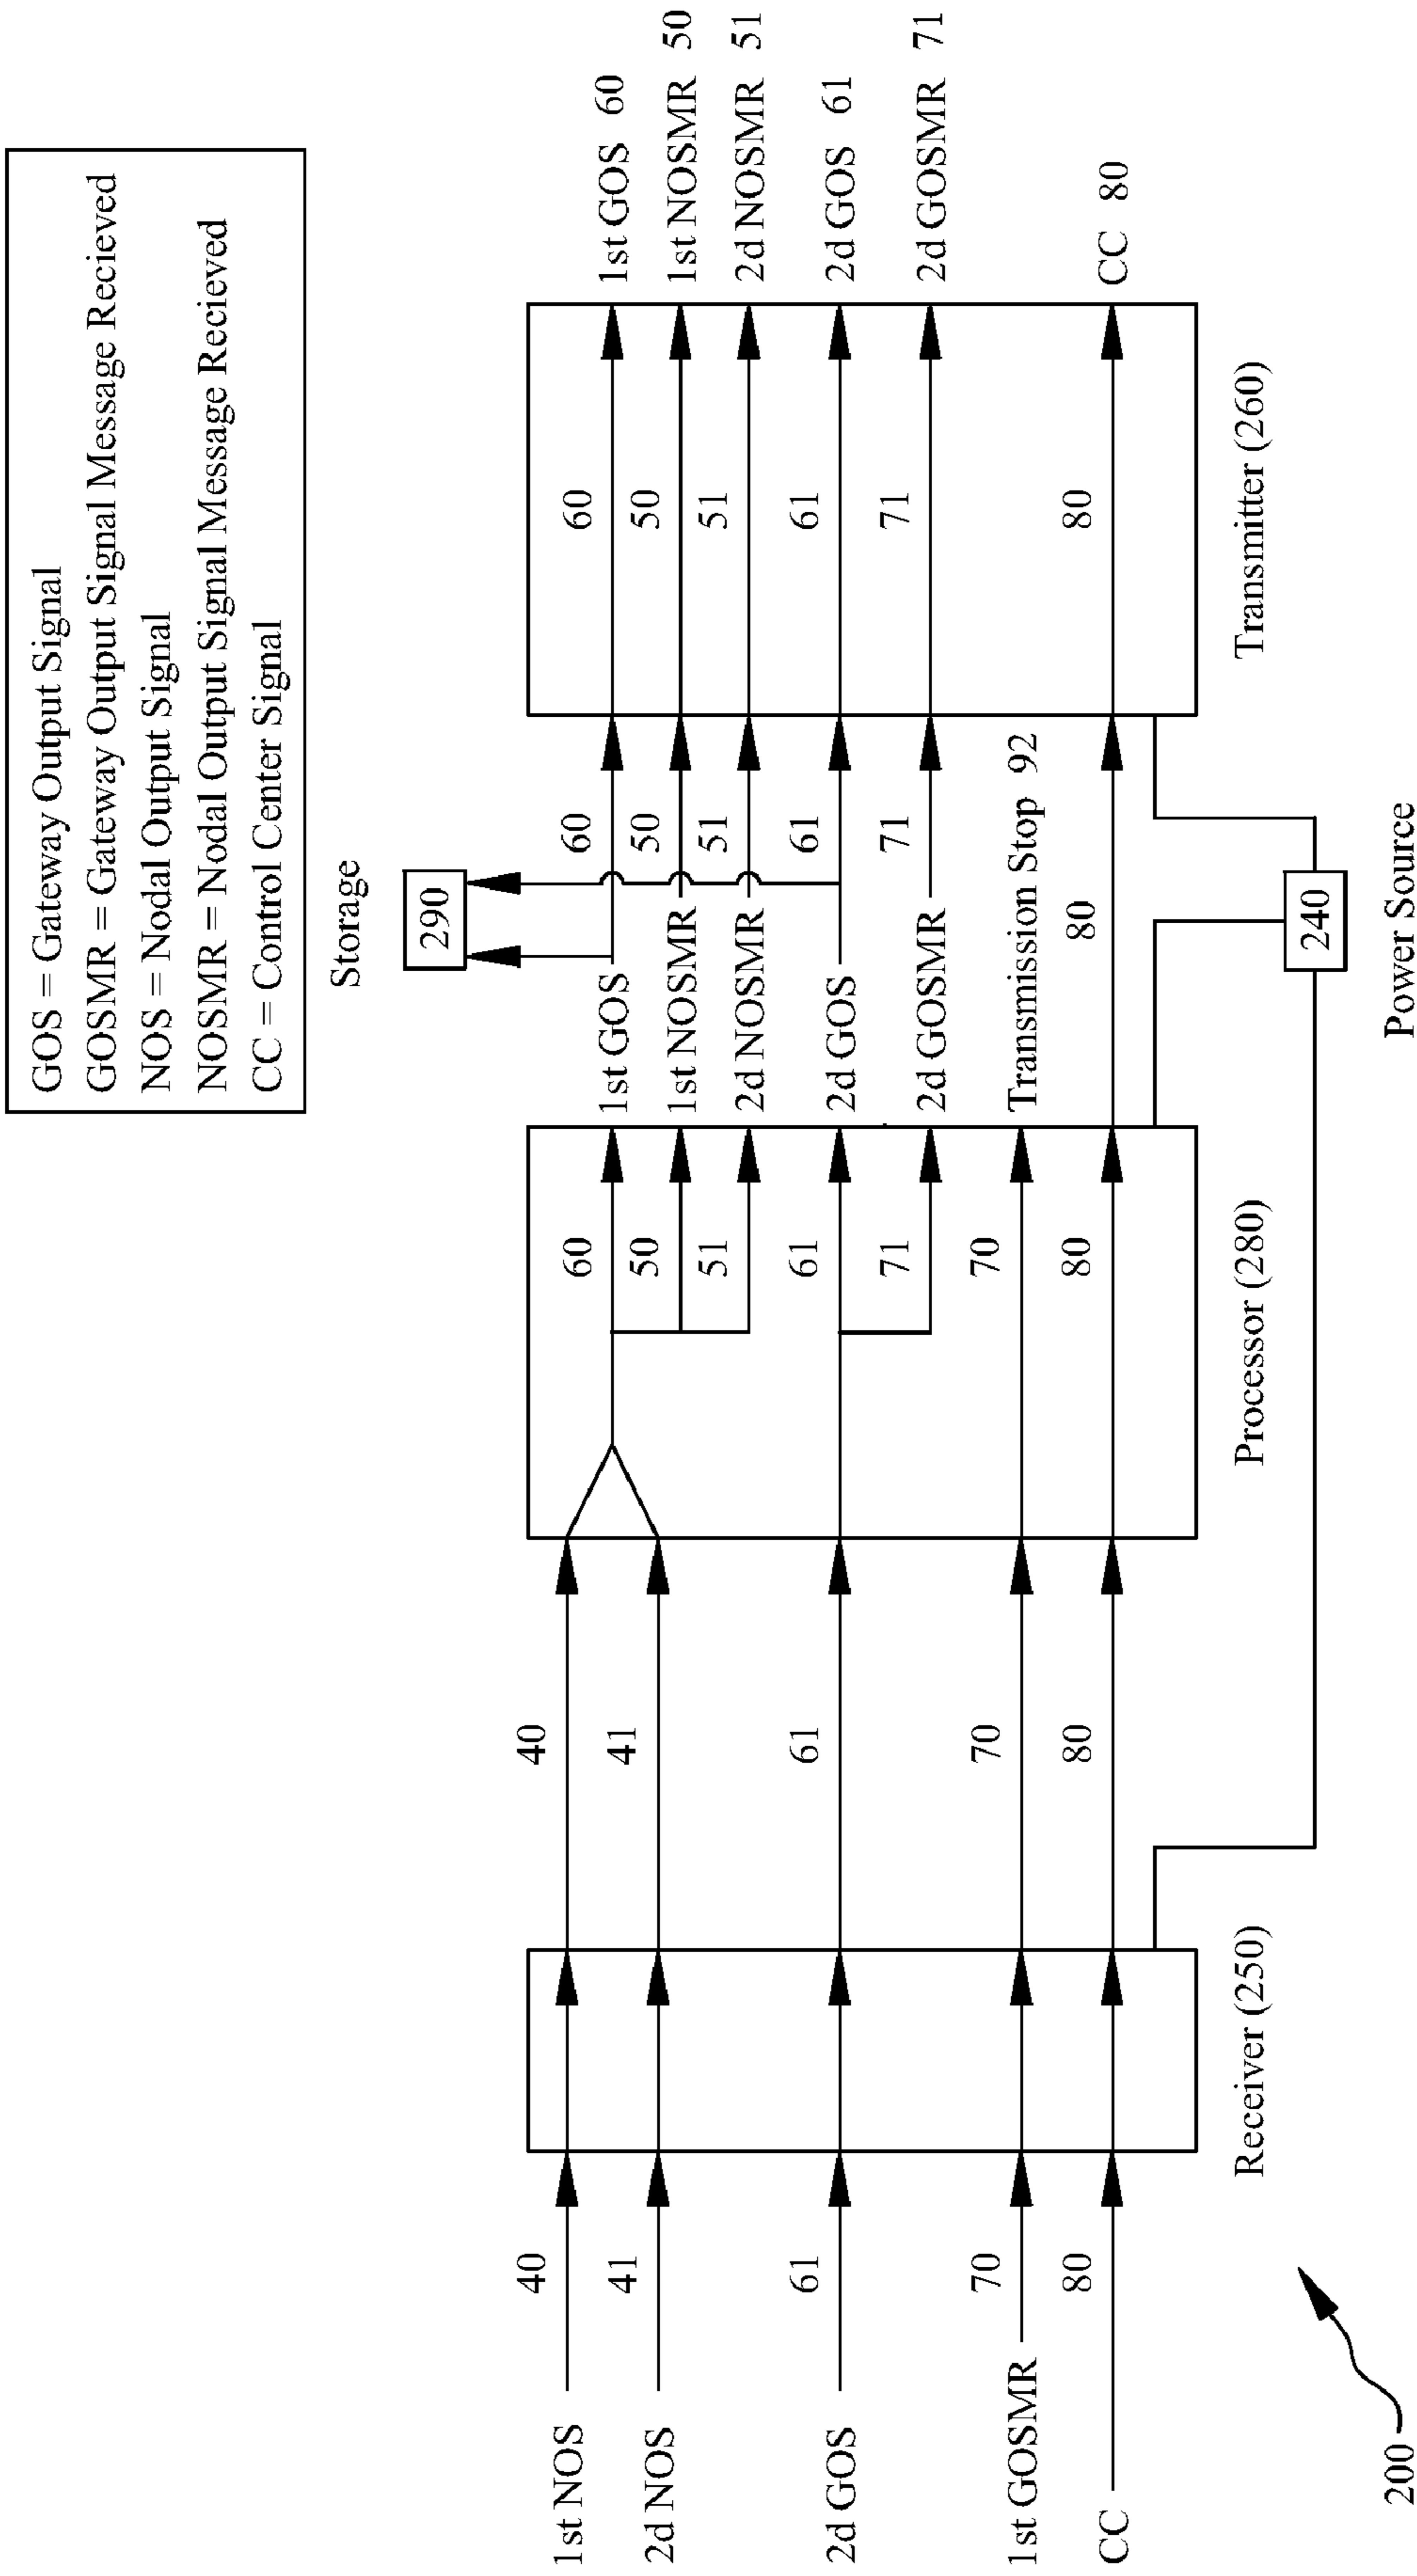 GOS = Gateway Output Signal
GOSMR = Gateway Output Signal Message Recieved
NOS = Nodal Output Signal
NOSMR = Nodal Output Signal Message Recieved
CC = Control Center Signal
Storage
290
1st NOS
40
40
60
1st GOS
60
60
1st GOS 60
50
1st NOSMR
50
50
1st NOSMR 50
2d NOS
41
41
51
2d NOSMR
51
51
2d NOSMR 51
2d GOS
61
61
61
2d GOS
61
61
2d GOS 61
71
2d GOSMR
71
71
2d GOSMR 71
1st GOSMR
70
70
70
Transmission Stop 92
CC
80
80
80
80
80
CC 80
Receiver (250)
Processor (280)
Transmitter (260)
240
Power Source
200